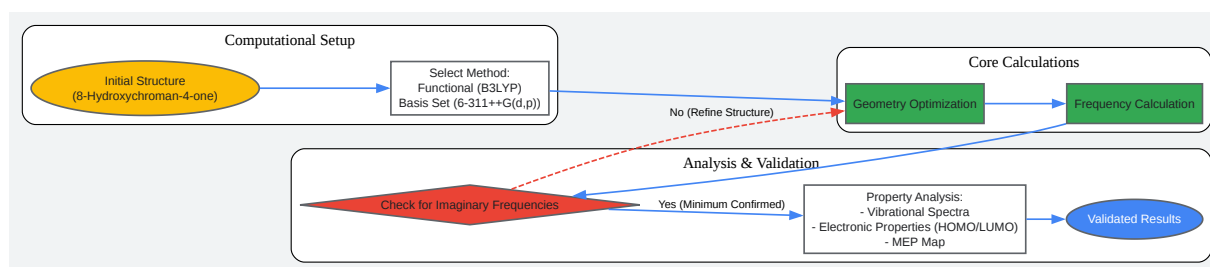 Computational Setup
Initial Structure
(8-Hydroxychroman-4-one)
Select Method:
Functional (B3LYP)
Basis Set (6-311++G(d,p))
Core Calculations
Geometry Optimization
Frequency Calculation
No (Refine Structure)
Analysis & Validation
Check for Imaginary Frequencies
Yes (Minimum Confirmed)
Property Analysis:
- Vibrational Spectra
- Electronic Properties (HOMO/LUMO)
- MEP Map
Validated Results